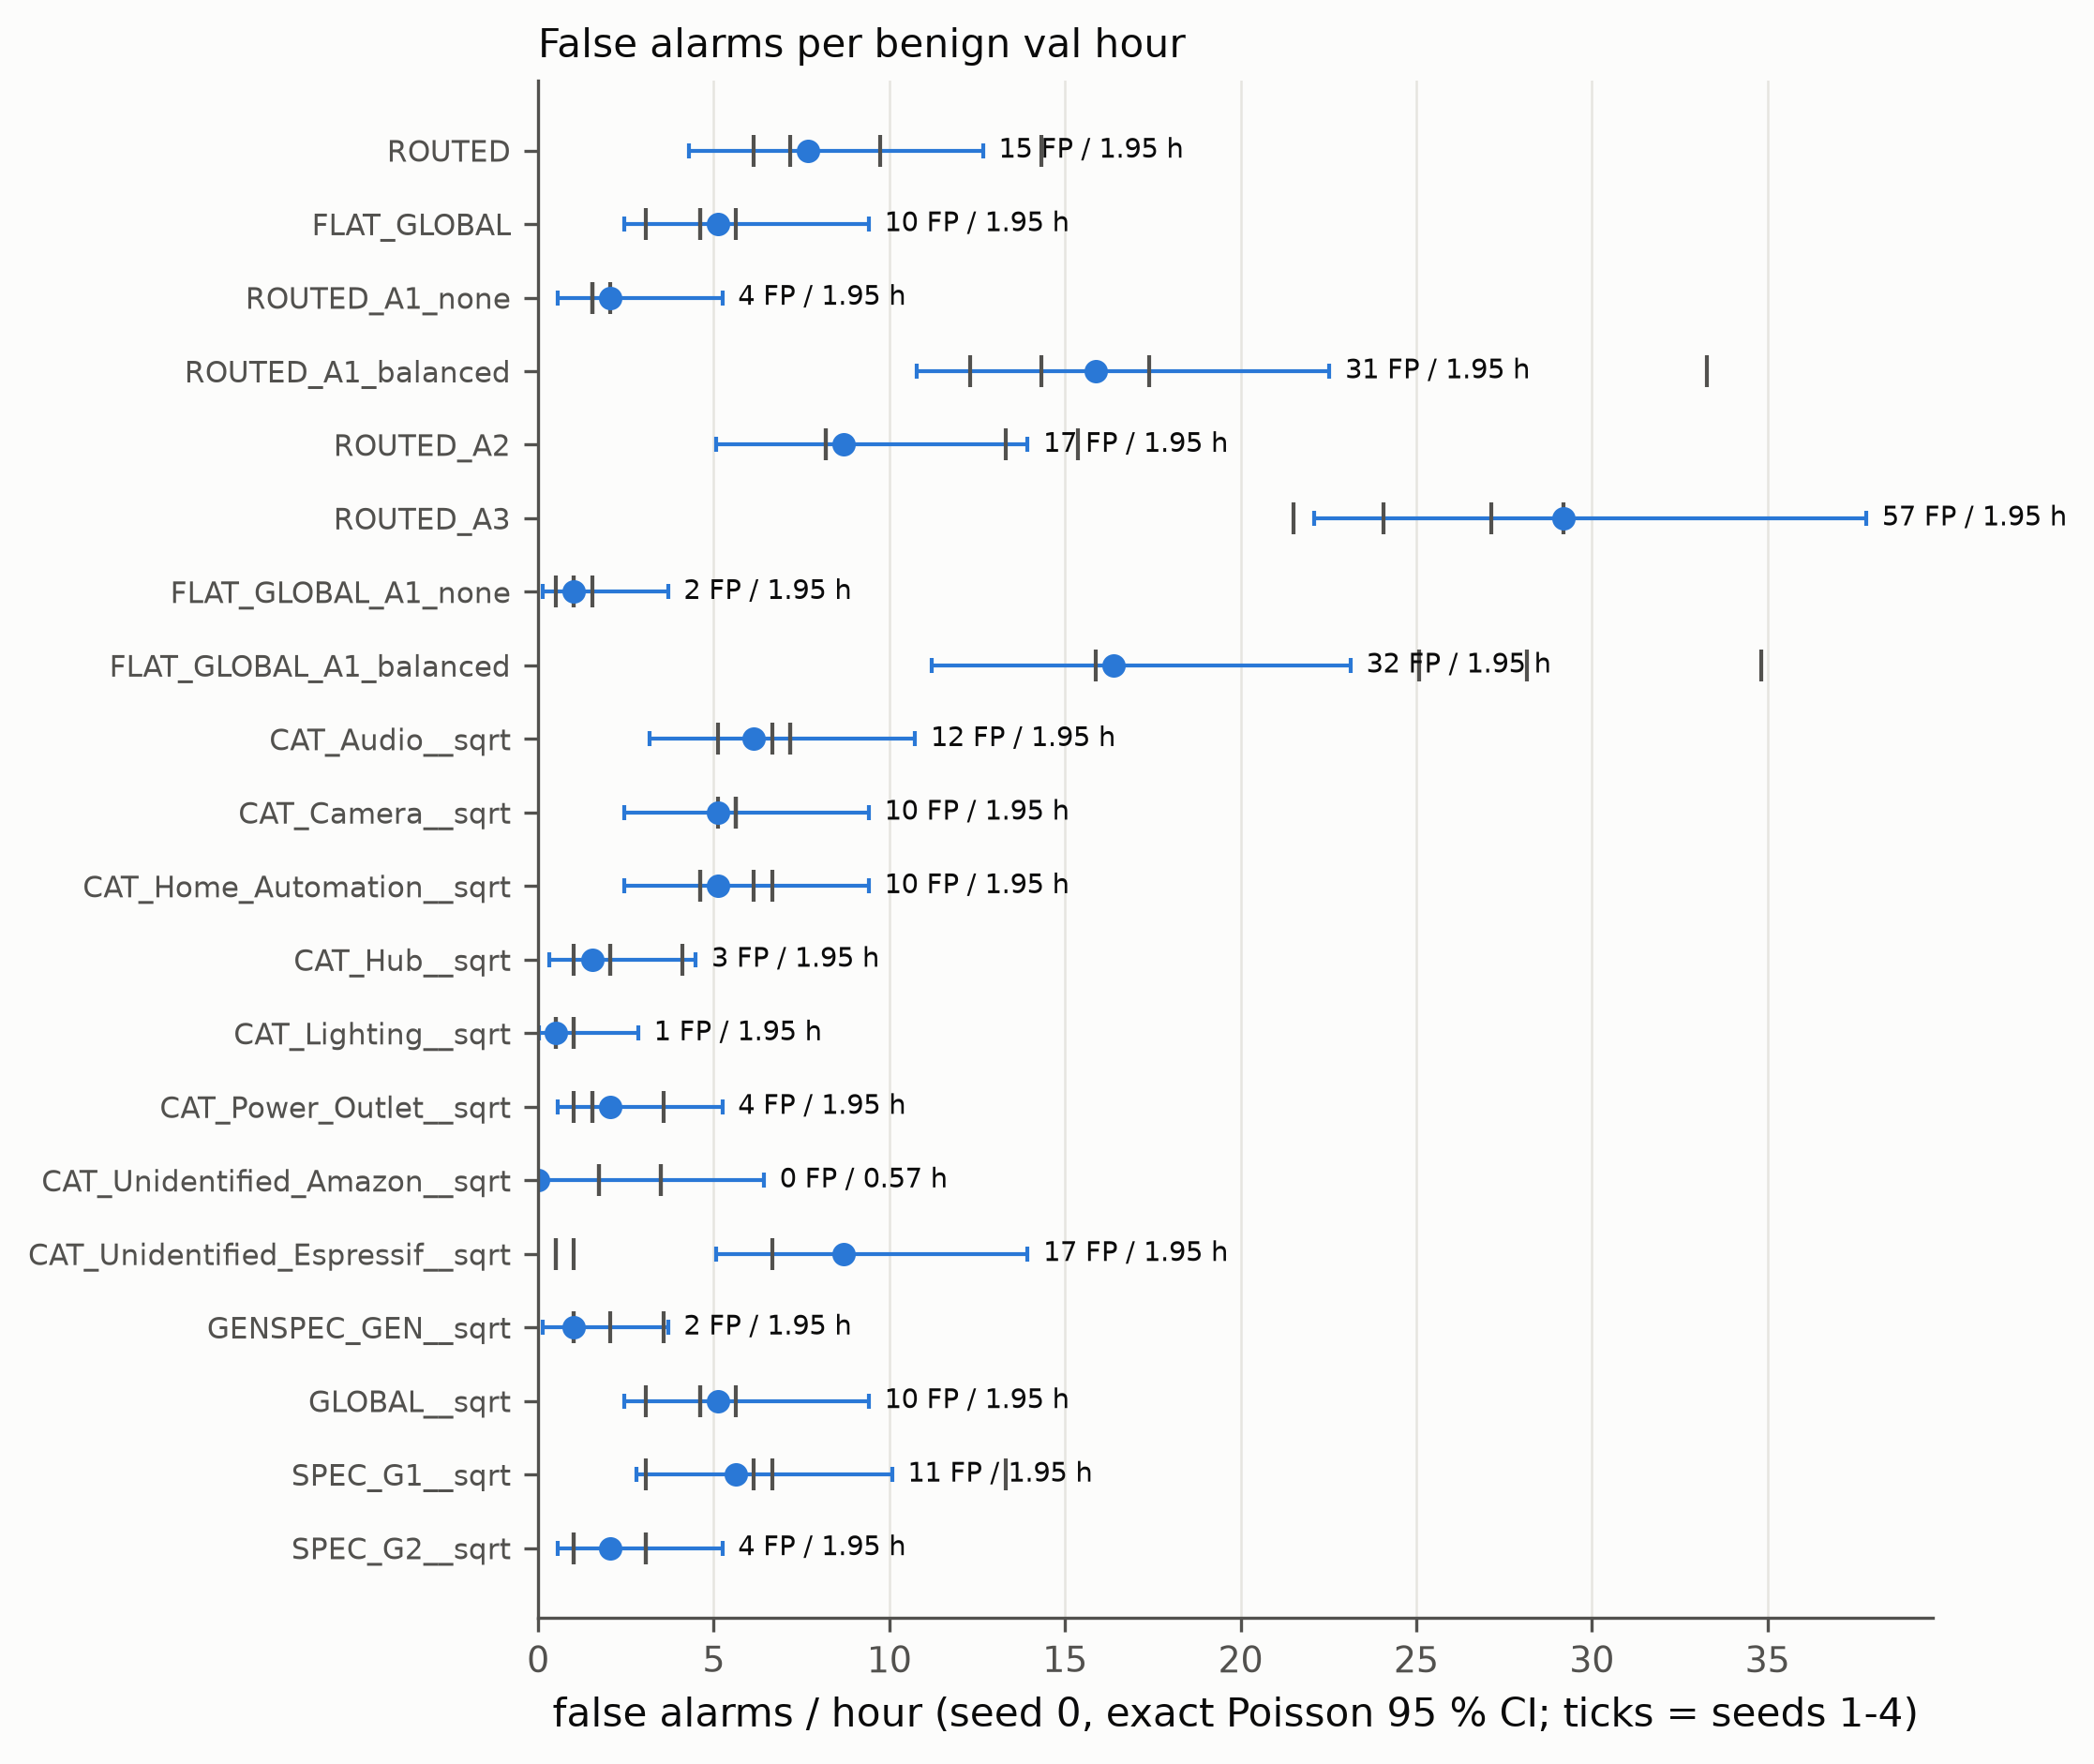 False alarms per benign val hour
ROUTED 15 FP / 1.95 h
FLAT_GLOBAL 10 FP / 1.95 h
ROUTED_A1_none 4 FP / 1.95 h
ROUTED_A1_balanced 31 FP / 1.95 h
ROUTED_A2 17 FP / 1.95 h
ROUTED_A3 57 FP / 1.95 h
FLAT_GLOBAL_A1_none 2 FP / 1.95 h
FLAT_GLOBAL_A1_balanced 32 FP / 1.95 h
CAT_Audio__sqrt 12 FP / 1.95 h
CAT_Camera__sqrt 10 FP / 1.95 h
CAT_Home_Automation__sqrt 10 FP / 1.95 h
CAT_Hub__sqrt 3 FP / 1.95 h
CAT_Lighting__sqrt 1 FP / 1.95 h
CAT_Power_Outlet__sqrt 4 FP / 1.95 h
CAT_Unidentified_Amazon__sqrt 0 FP / 0.57 h
CAT_Unidentified_Espressif__sqrt 17 FP / 1.95 h
GENSPEC_GEN__sqrt 2 FP / 1.95 h
GLOBAL__sqrt 10 FP / 1.95 h
SPEC_G1__sqrt 11 FP / 1.95 h
SPEC_G2__sqrt 4 FP / 1.95 h
0 5 10 15 20 25 30 35
false alarms / hour (seed 0, exact Poisson 95 % CI; ticks = seeds 1-4)